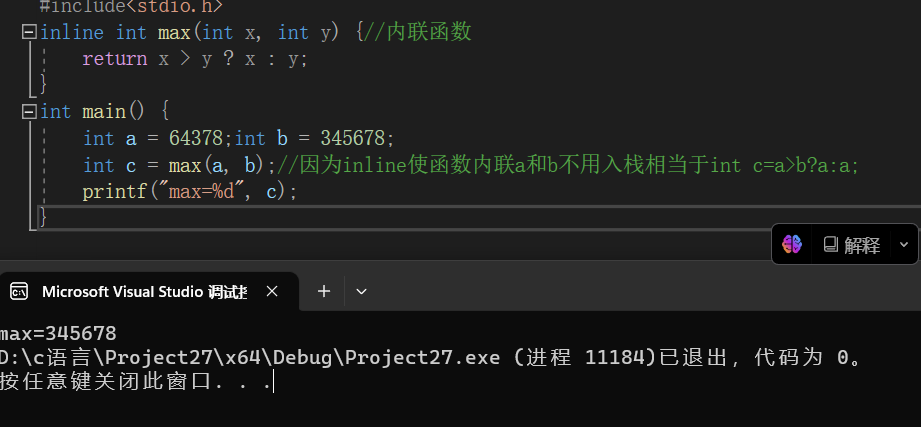 #include<stdio.h>
inline int max(int x, int y) {//内联函数
return x > y ? x : y;
}
int main() {
int a = 64378;int b = 345678;
int c = max(a, b);//因为inline使函数内联a和b不用入栈相当于int c=a>b?a:a;
printf("max=%d", c);
}
解释
Microsoft Visual Studio 调试控
max=345678
D:\c语言\Project27\x64\Debug\Project27.exe (进程 11184)已退出，代码为 0。
按任意键关闭此窗口. . .